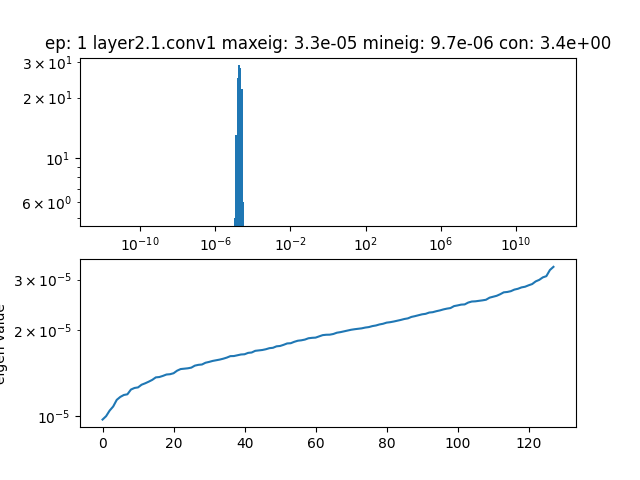 ep: 1 layer2.1.conv1 maxeig: 3.3e-05 mineig: 9.7e-06 con: 3.4e+00
3 × 10¹
2 × 10¹
10¹
6 × 10⁰
10⁻¹⁰ 10⁻⁶ 10⁻² 10² 10⁶ 10¹⁰
3 × 10⁻⁵
2 × 10⁻⁵
10⁻⁵
eigen value
0 20 40 60 80 100 120